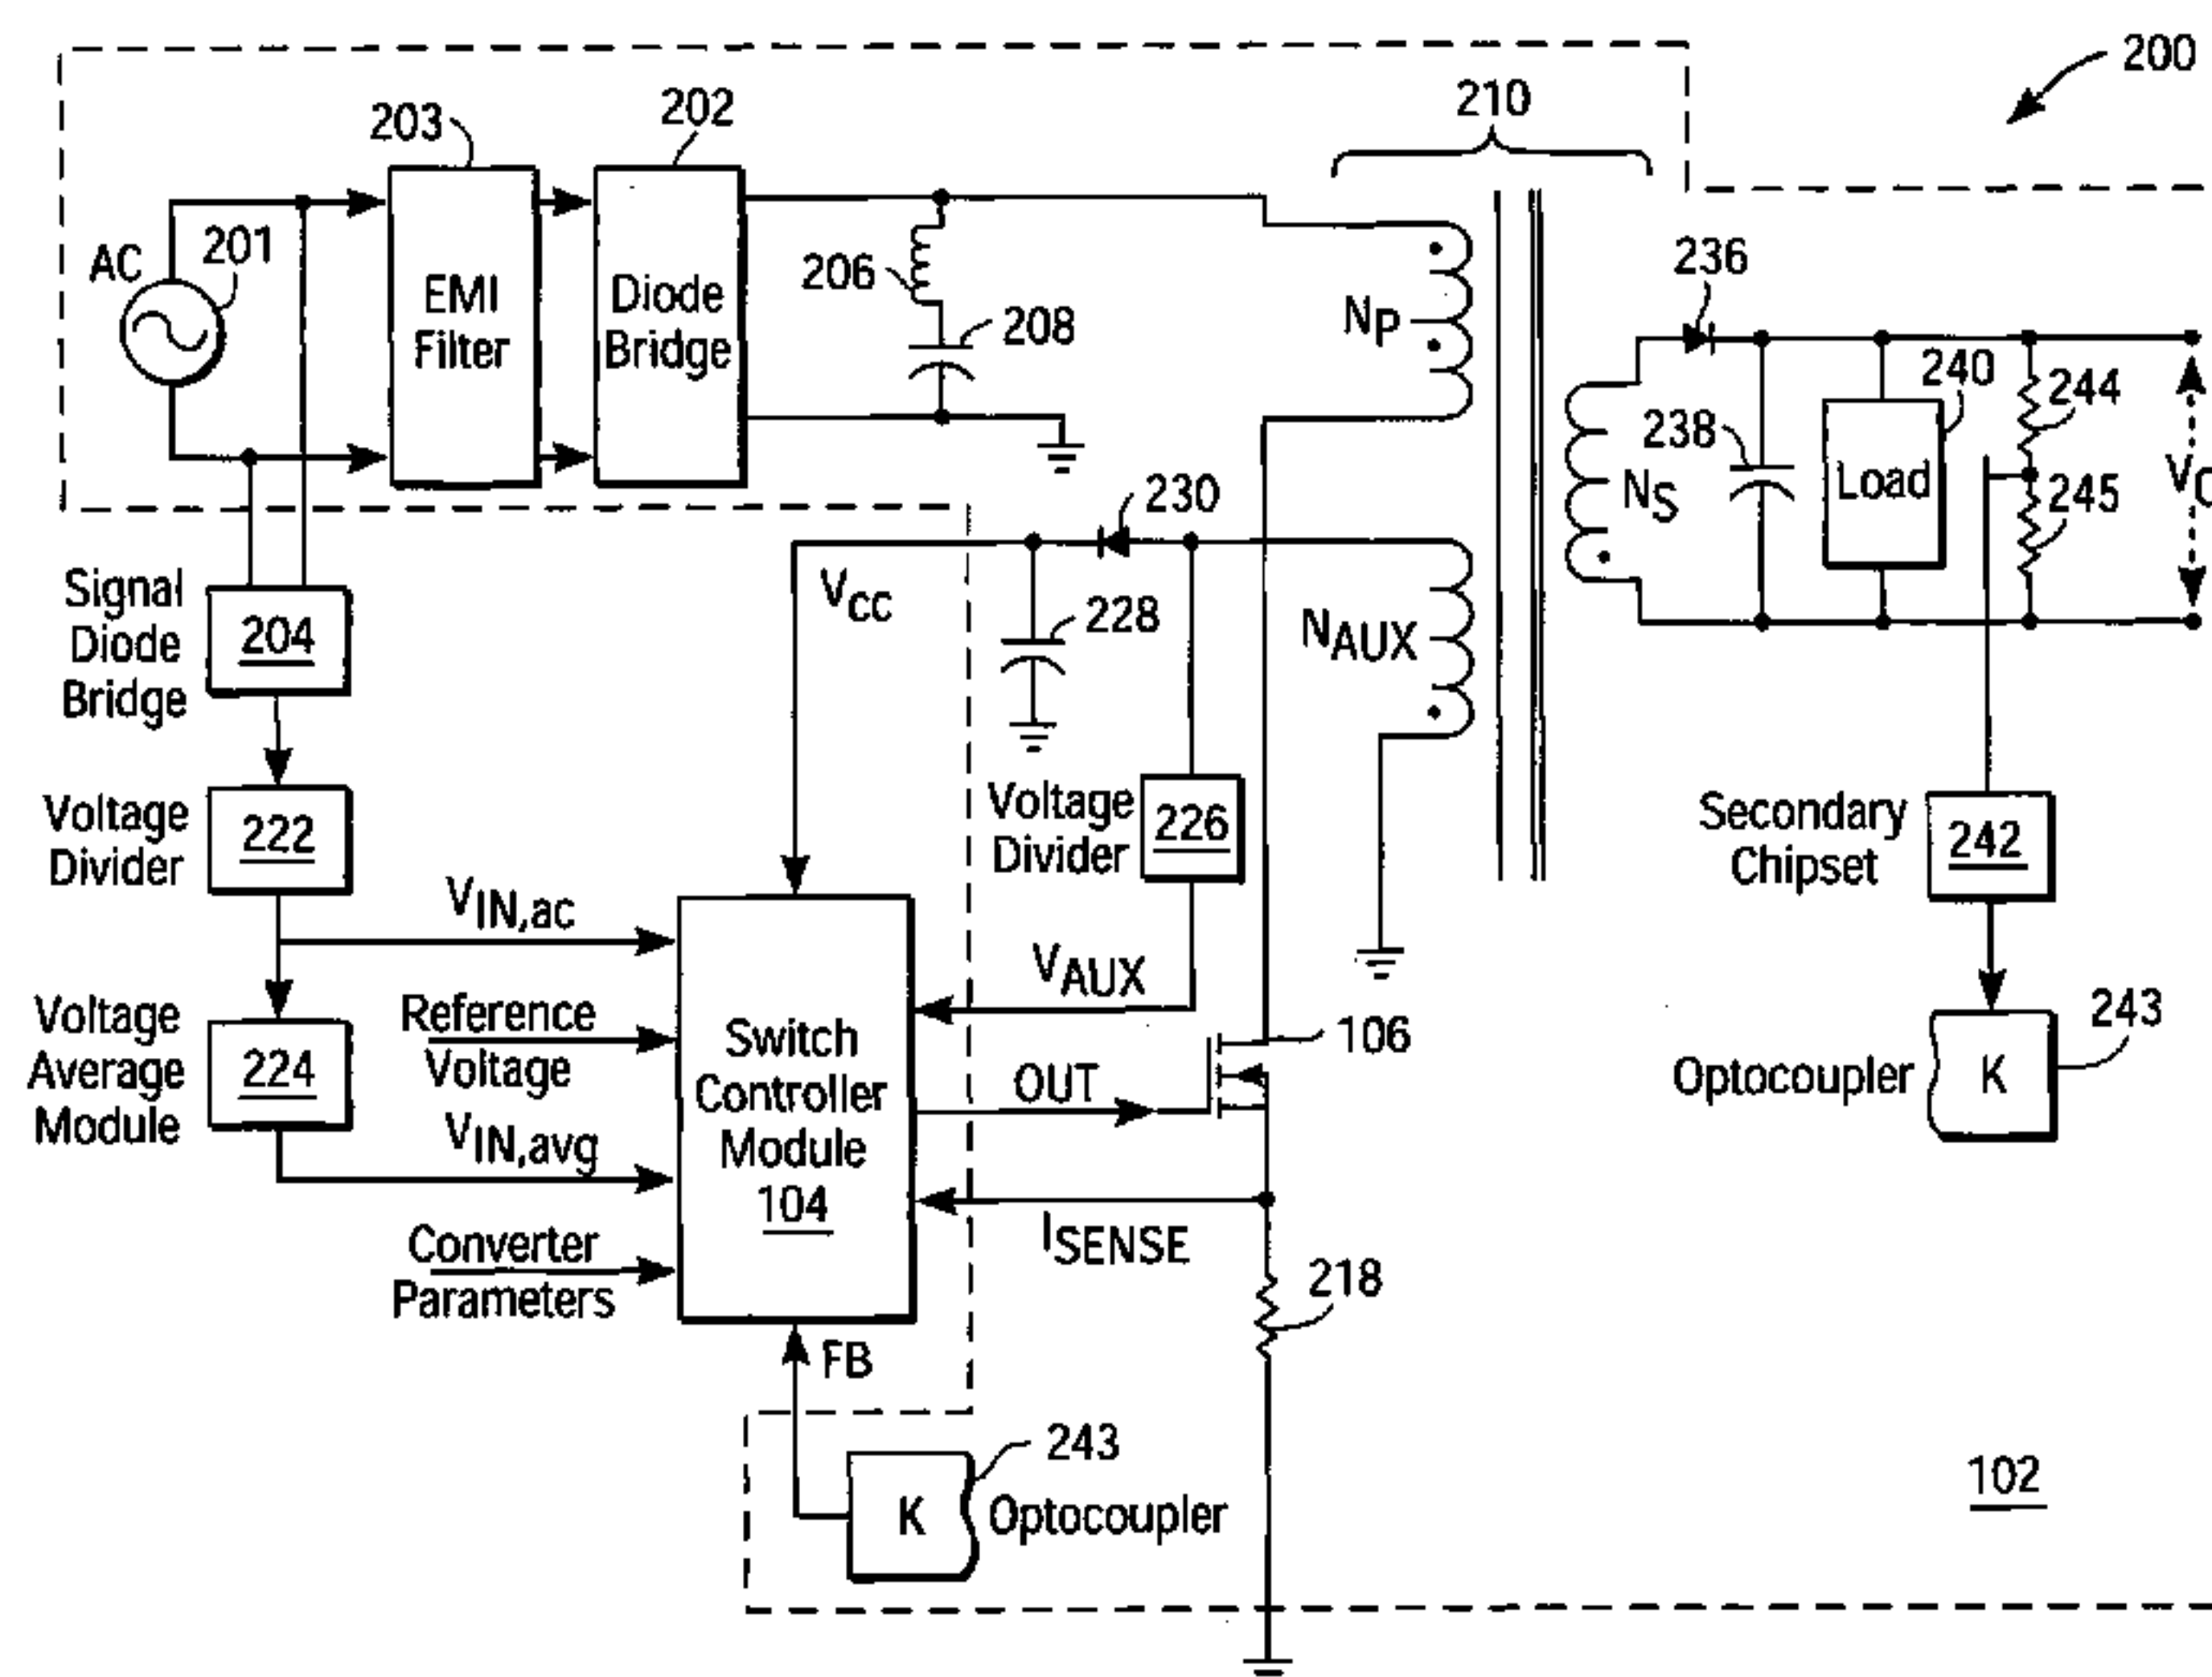 200
210
203
202
AC
201
EMI
Filter
Diode
Bridge
206
208
NP
236
240
244
238
Load
NS
245
VO
230
VCC
228
NAUX
Signal
Diode
Bridge
204
Voltage
Divider
222
Voltage
Divider
226
Secondary
Chipset
242
VIN,ac
VAUX
Voltage
Average
Module
224
Reference
Voltage
Switch
Controller
Module
104
OUT
106
Optocoupler
K
243
VIN,avg
ISENSE
Converter
Parameters
218
FB
243
K
Optocoupler
102